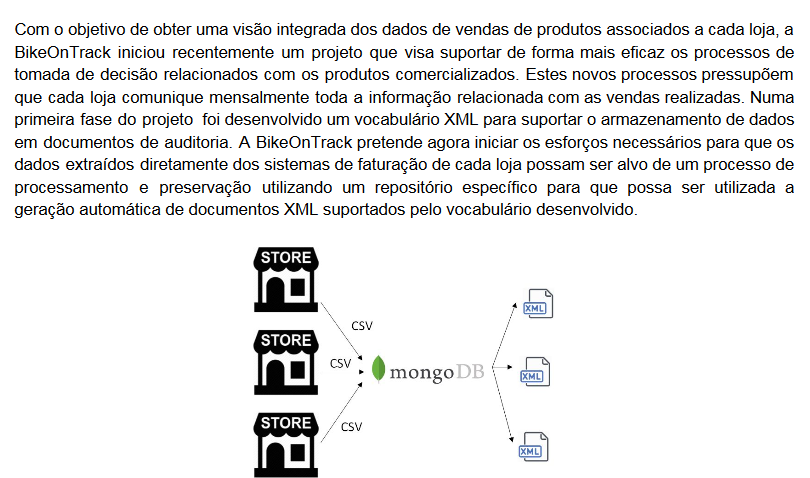 Com o objetivo de obter uma visão integrada dos dados de vendas de produtos associados a cada loja, a
BikeOnTrack iniciou recentemente um projeto que visa suportar de forma mais eficaz os processos de
tomada de decisão relacionados com os produtos comercializados. Estes novos processos pressupõem
que cada loja comunique mensalmente toda a informação relacionada com as vendas realizadas. Numa
primeira fase do projeto foi desenvolvido um vocabulário XML para suportar o armazenamento de dados
em documentos de auditoria. A BikeOnTrack pretende agora iniciar os esforços necessários para que os
dados extraídos diretamente dos sistemas de faturação de cada loja possam ser alvo de um processo de
processamento e preservação utilizando um repositório específico para que possa ser utilizada a
geração automática de documentos XML suportados pelo vocabulário desenvolvido.
STORE
CSV
XML
STORE
CSV
mongoDB
XML
STORE
CSV
XML